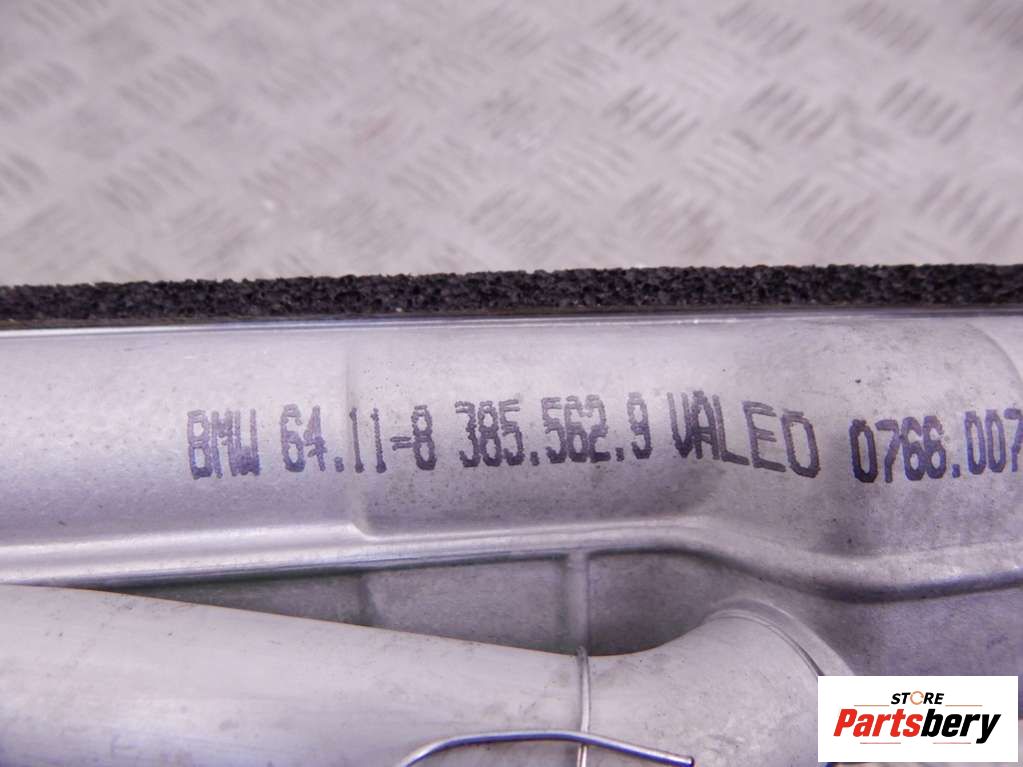 BMW 64.11-8 385.562.9 VALEO 0766.007
STORE
Partsbery